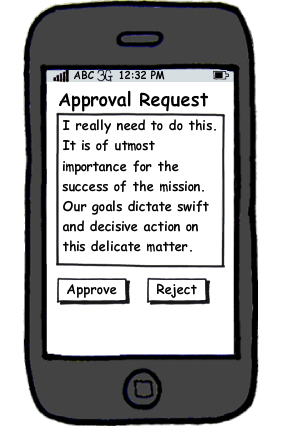 ABC 3G 12:32 PM
Approval Request
I really need to do this.
It is of utmost
importance for the
success of the mission.
Our goals dictate swift
and decisive action on
this delicate matter.
Approve Reject